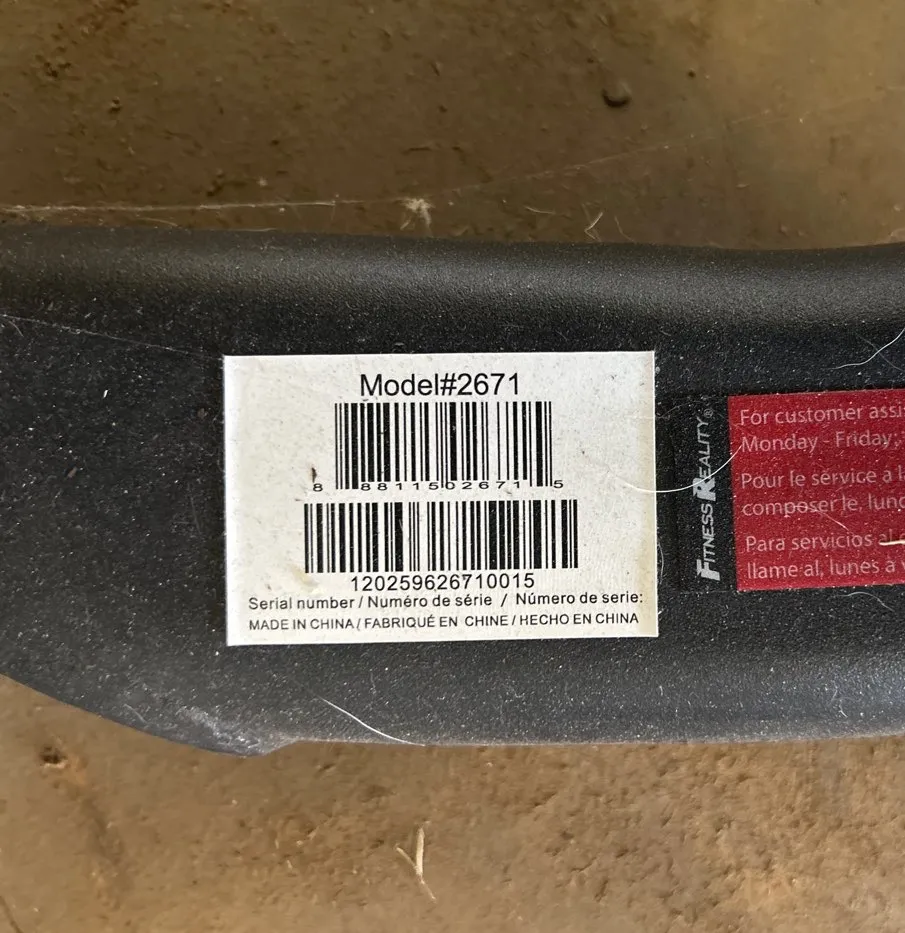 Model#2671
8 88115 02671 5
120259626710015
Serial number / Numéro de série / Número de serie:
MADE IN CHINA / FABRIQUÉ EN CHINE / HECHO EN CHINA
FITNESS REALITY®
For customer assi
Monday - Friday,
Pour le service à l
composer le, lund
Para servicios al
llame al, lunes a v